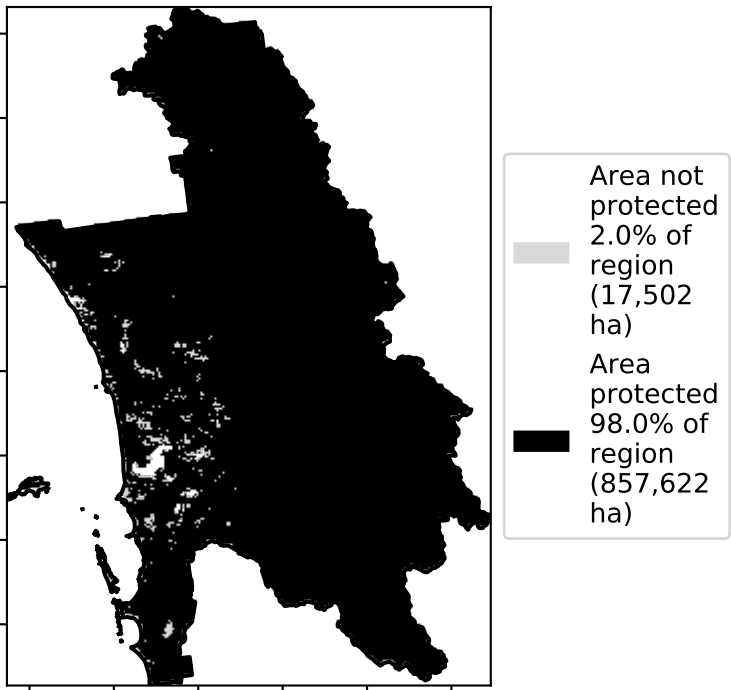 Area not
protected
2.0% of
region
(17,502
ha)
Area
protected
98.0% of
region
(857,622
ha)